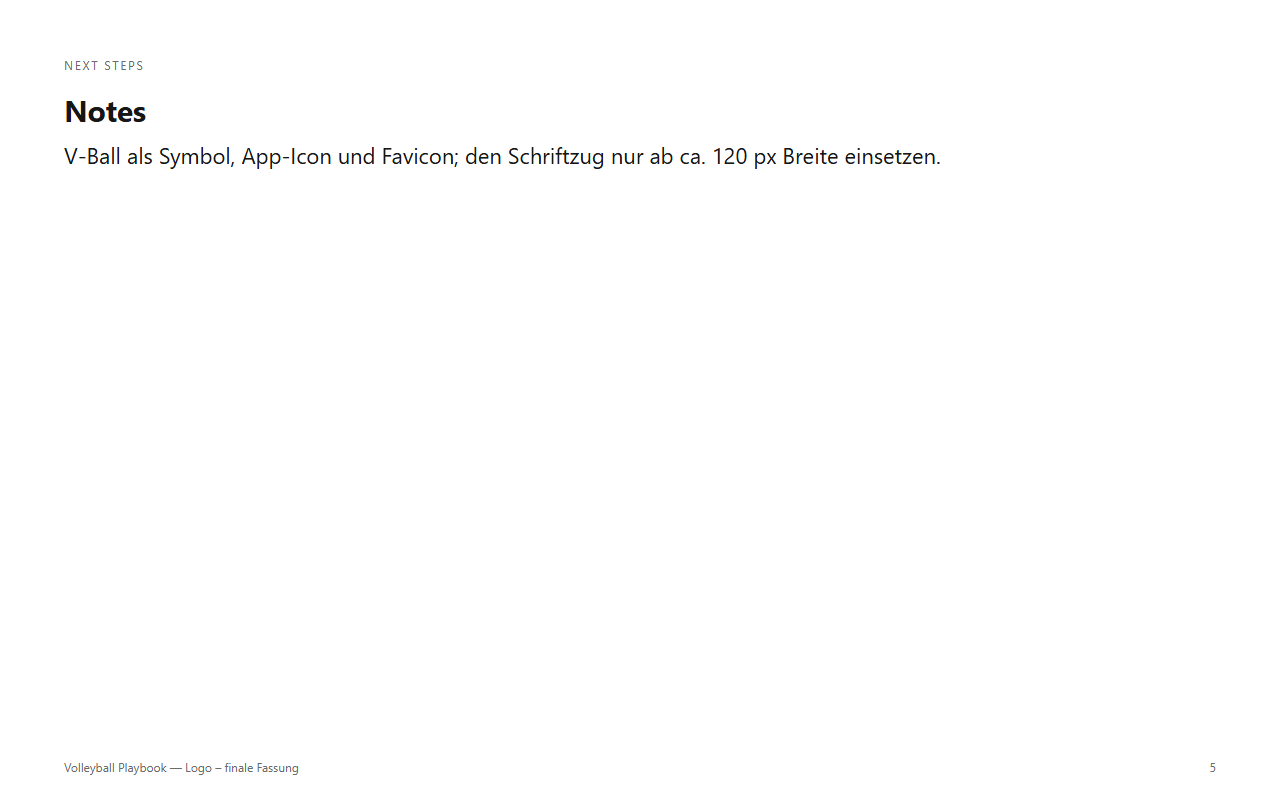 NEXT STEPS
Notes
V-Ball als Symbol, App-Icon und Favicon; den Schriftzug nur ab ca. 120 px Breite einsetzen.
Volleyball Playbook — Logo – finale Fassung
5